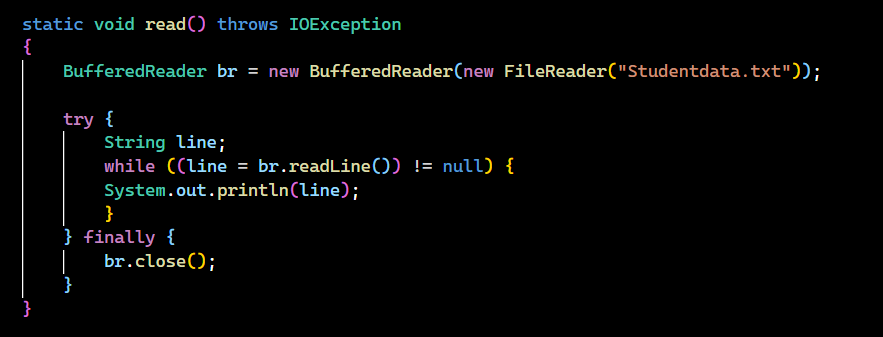 static void read() throws IOException
{
BufferedReader br = new BufferedReader(new FileReader("Studentdata.txt"));
try {
String line;
while ((line = br.readLine()) != null) {
System.out.println(line);
}
} finally {
br.close();
}
}